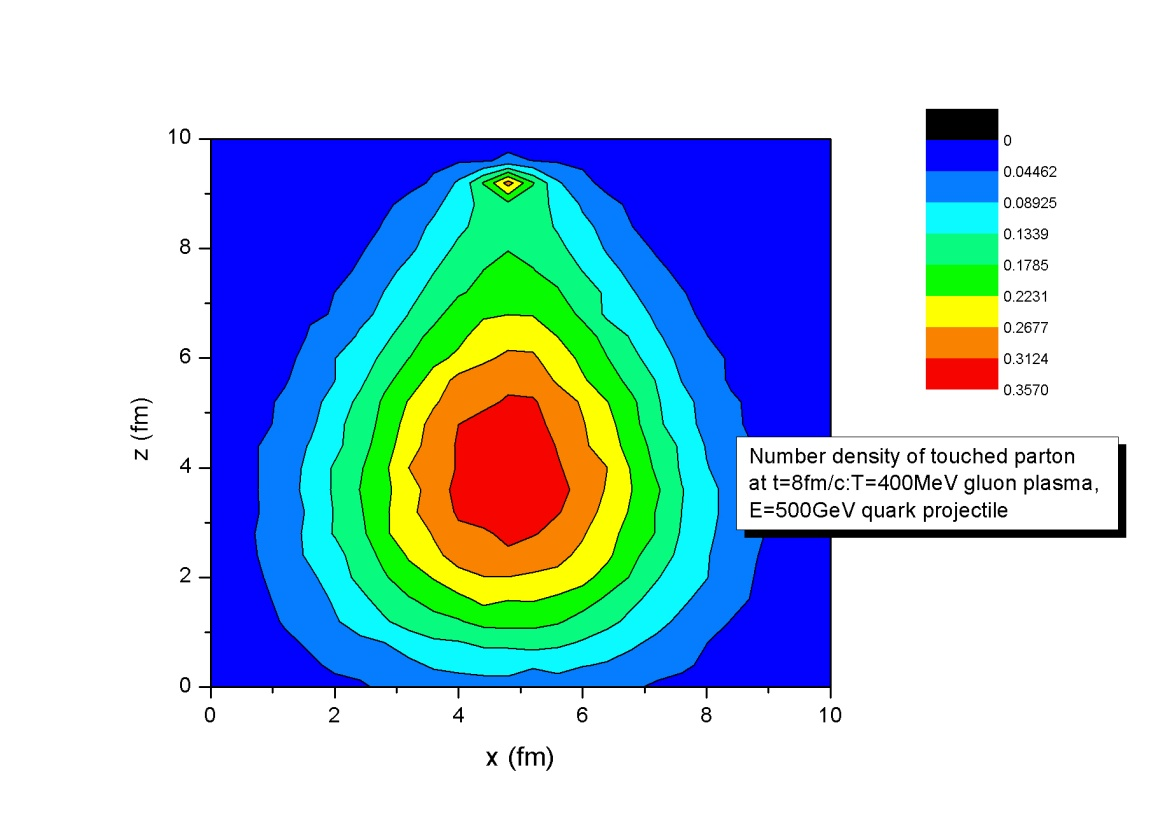 10
8
6
4
2
0
z (fm)
0 2 4 6 8 10
x (fm)
0
0.04462
0.08925
0.1339
0.1785
0.2231
0.2677
0.3124
0.3570
Number density of touched parton
at t=8fm/c:T=400MeV gluon plasma,
E=500GeV quark projectile